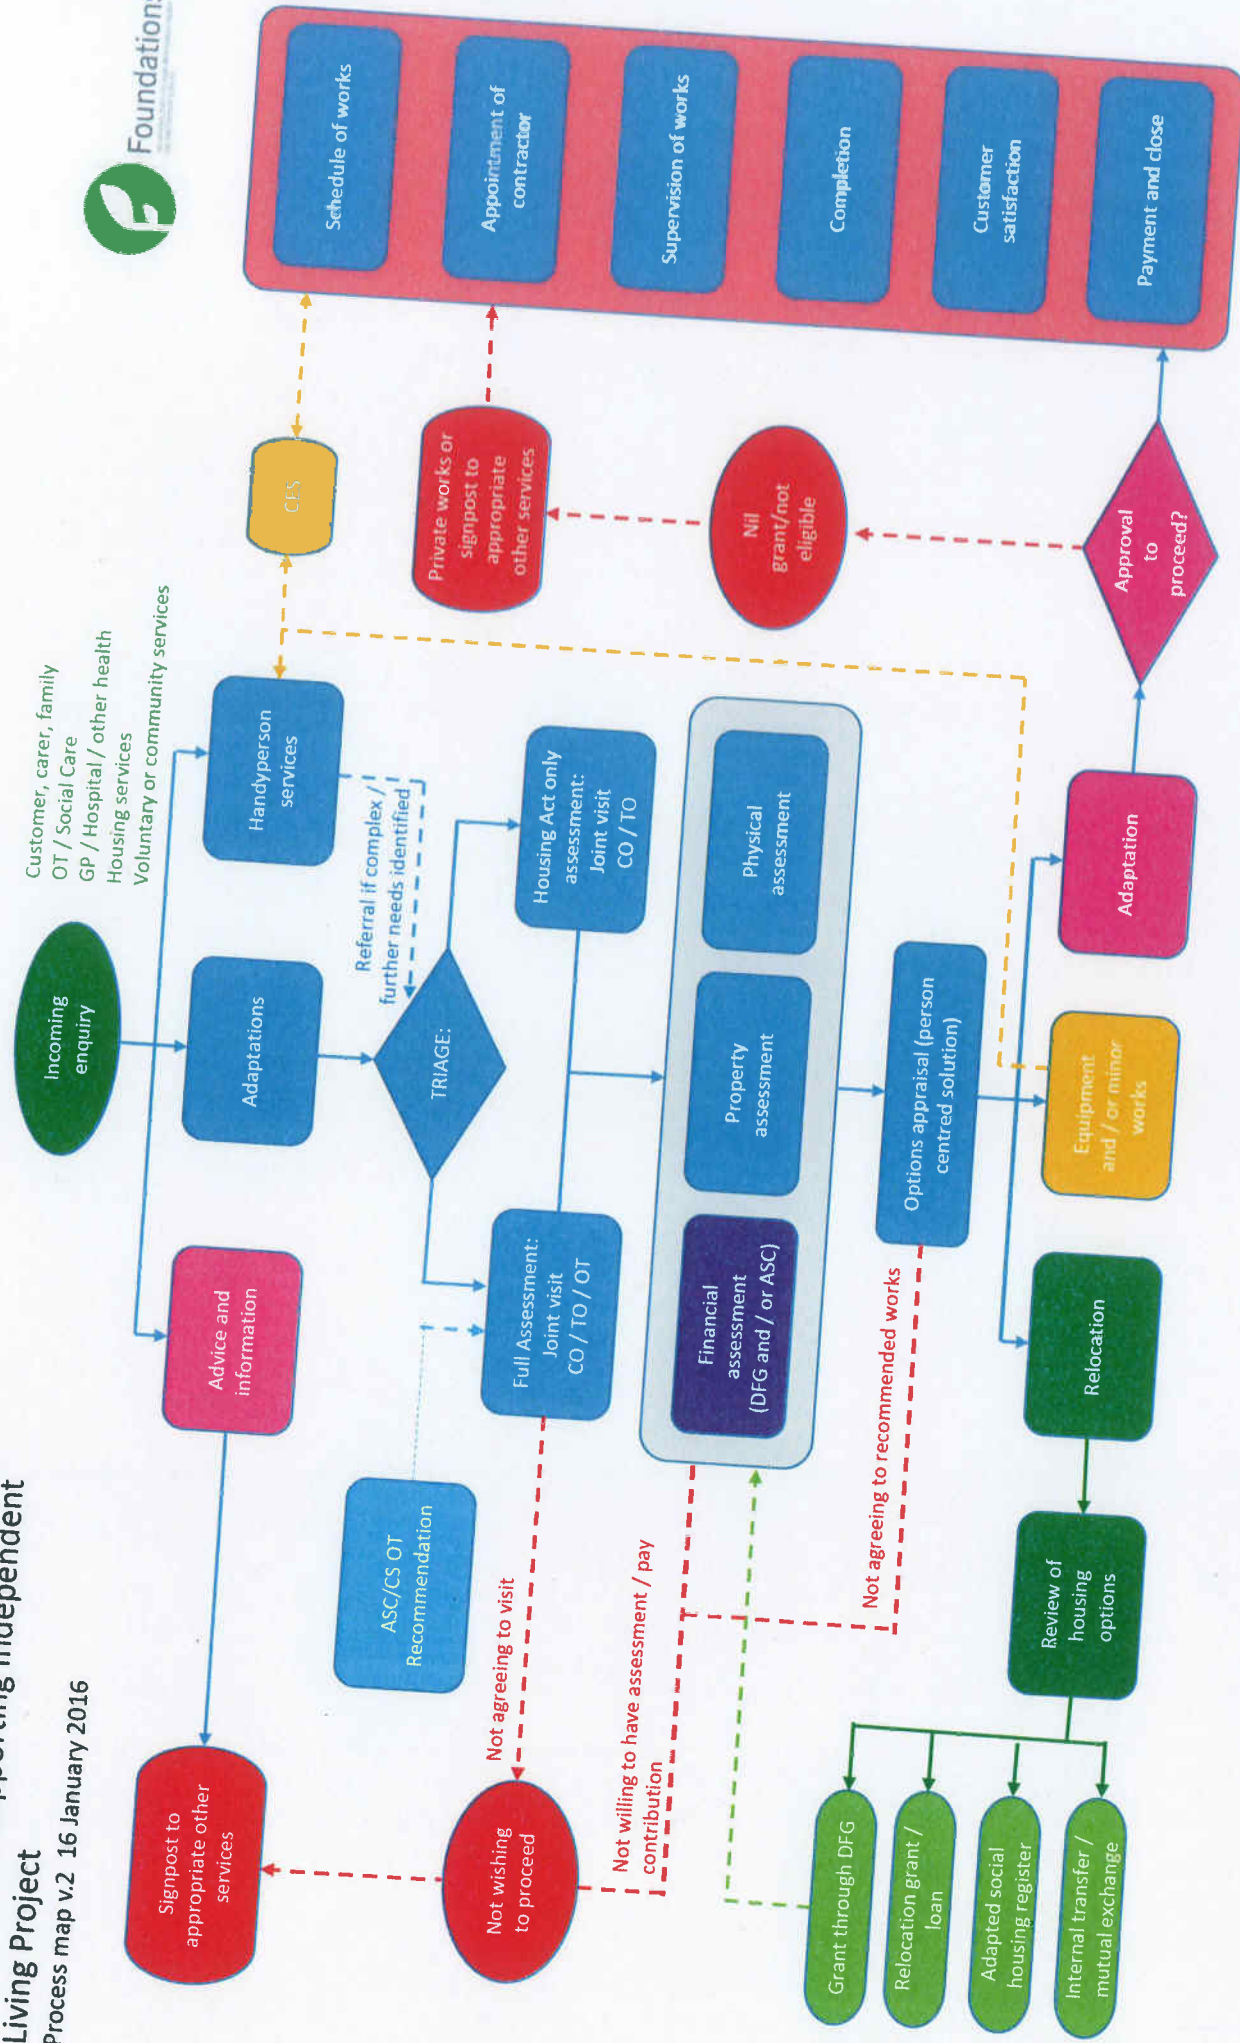 Independent
Living Project
Process map v.2 16 January 2016
Foundations
Customer, carer, family
OT / Social Care
GP / Hospital / other health
Housing services
Voluntary or community services
Incoming
enquiry
Advice and
information
Adaptations
Handyperson
services
CES
Signpost to
appropriate other
services
Referral if complex /
further needs identified
TRIAGE:
ASC/CS OT
Recommendation
Full Assessment:
Joint visit
CO / TO / OT
Housing Act only
assessment:
Joint visit
CO / TO
Not agreeing to visit
Not wishing
to proceed
Not willing to have assessment / pay
contribution
Financial
assessment
(DFG and / or ASC)
Property
assessment
Physical
assessment
Not agreeing to recommended works
Options appraisal (person
centred solution)
Relocation
Equipment
and / or minor
works
Adaptation
Review of
housing
options
Grant through DFG
Relocation grant /
loan
Adapted social
housing register
Internal transfer /
mutual exchange
Approval
to
proceed?
Nil
grant/not
eligible
Private works or
signpost to
appropriate
other services
Schedule of works
Appointment of
contractor
Supervision of works
Completion
Customer
satisfaction
Payment and close